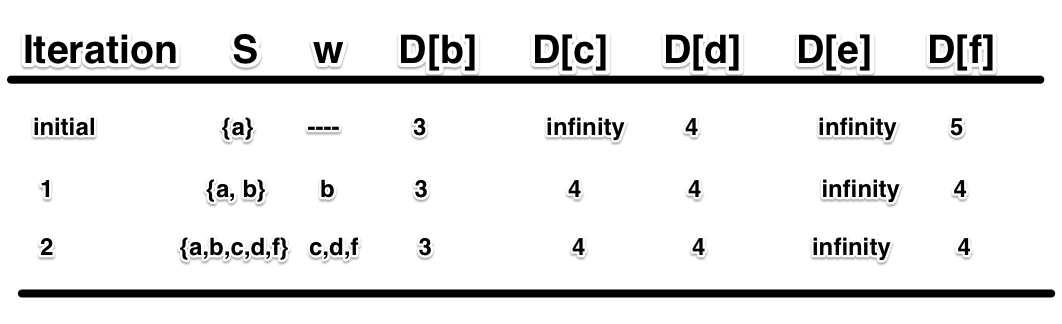 Iteration S w D[b] D[c] D[d] D[e] D[f]
initial {a} ---- 3 infinity 4 infinity 5
1 {a, b} b 3 4 4 infinity 4
2 {a,b,c,d,f} c,d,f 3 4 4 infinity 4